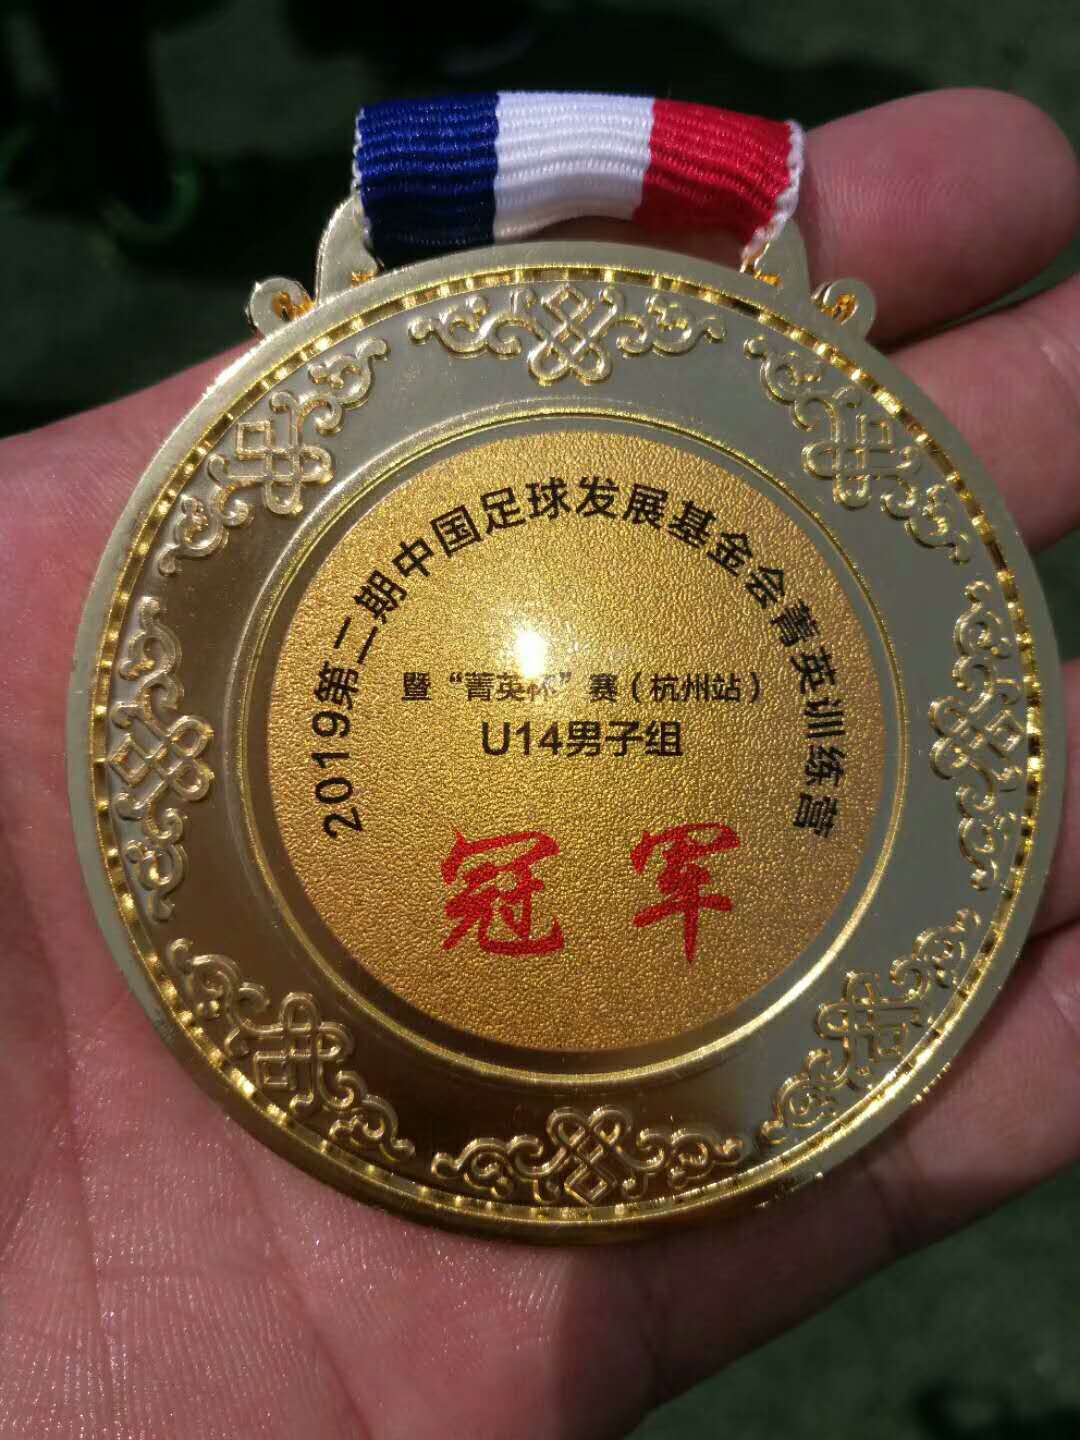 2019第二期中国足球发展基金会菁英训练营
暨“菁英杯”赛（杭州站）
U14男子组
冠军